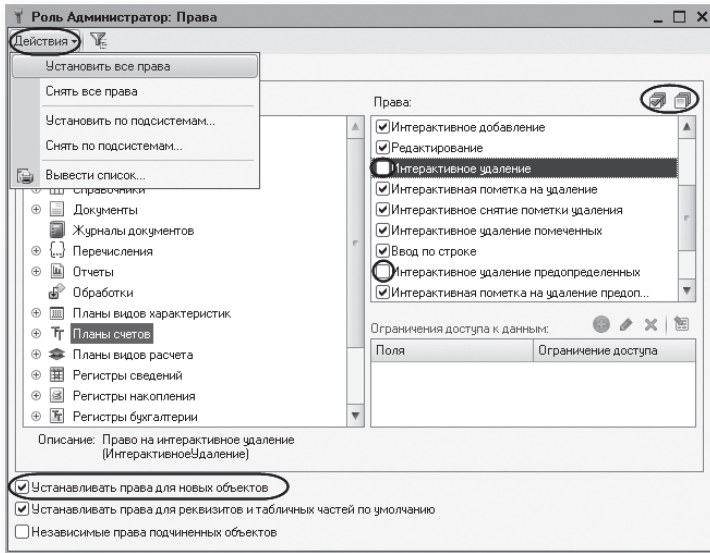 Роль Администратор: Права
Действия
Установить все права
Снять все права
Установить по подсистемам...
Снять по подсистемам...
Вывести список...
Справочники
Документы
Журналы документов
Перечисления
Отчеты
Обработки
Планы видов характеристик
Планы счетов
Планы видов расчета
Регистры сведений
Регистры накопления
Регистры бухгалтерии
Права:
Интерактивное добавление
Редактирование
Интерактивное удаление
Интерактивная пометка на удаление
Интерактивное снятие пометки удаления
Интерактивное удаление помеченных
Ввод по строке
Интерактивное удаление предопределенных
Интерактивная пометка на удаление предоп...
Ограничения доступа к данным:
Поля Ограничение доступа
Описание: Право на интерактивное удаление
(ИнтерактивноеУдаление)
Устанавливать права для новых объектов
Устанавливать права для реквизитов и табличных частей по умолчанию
Независимые права подчиненных объектов